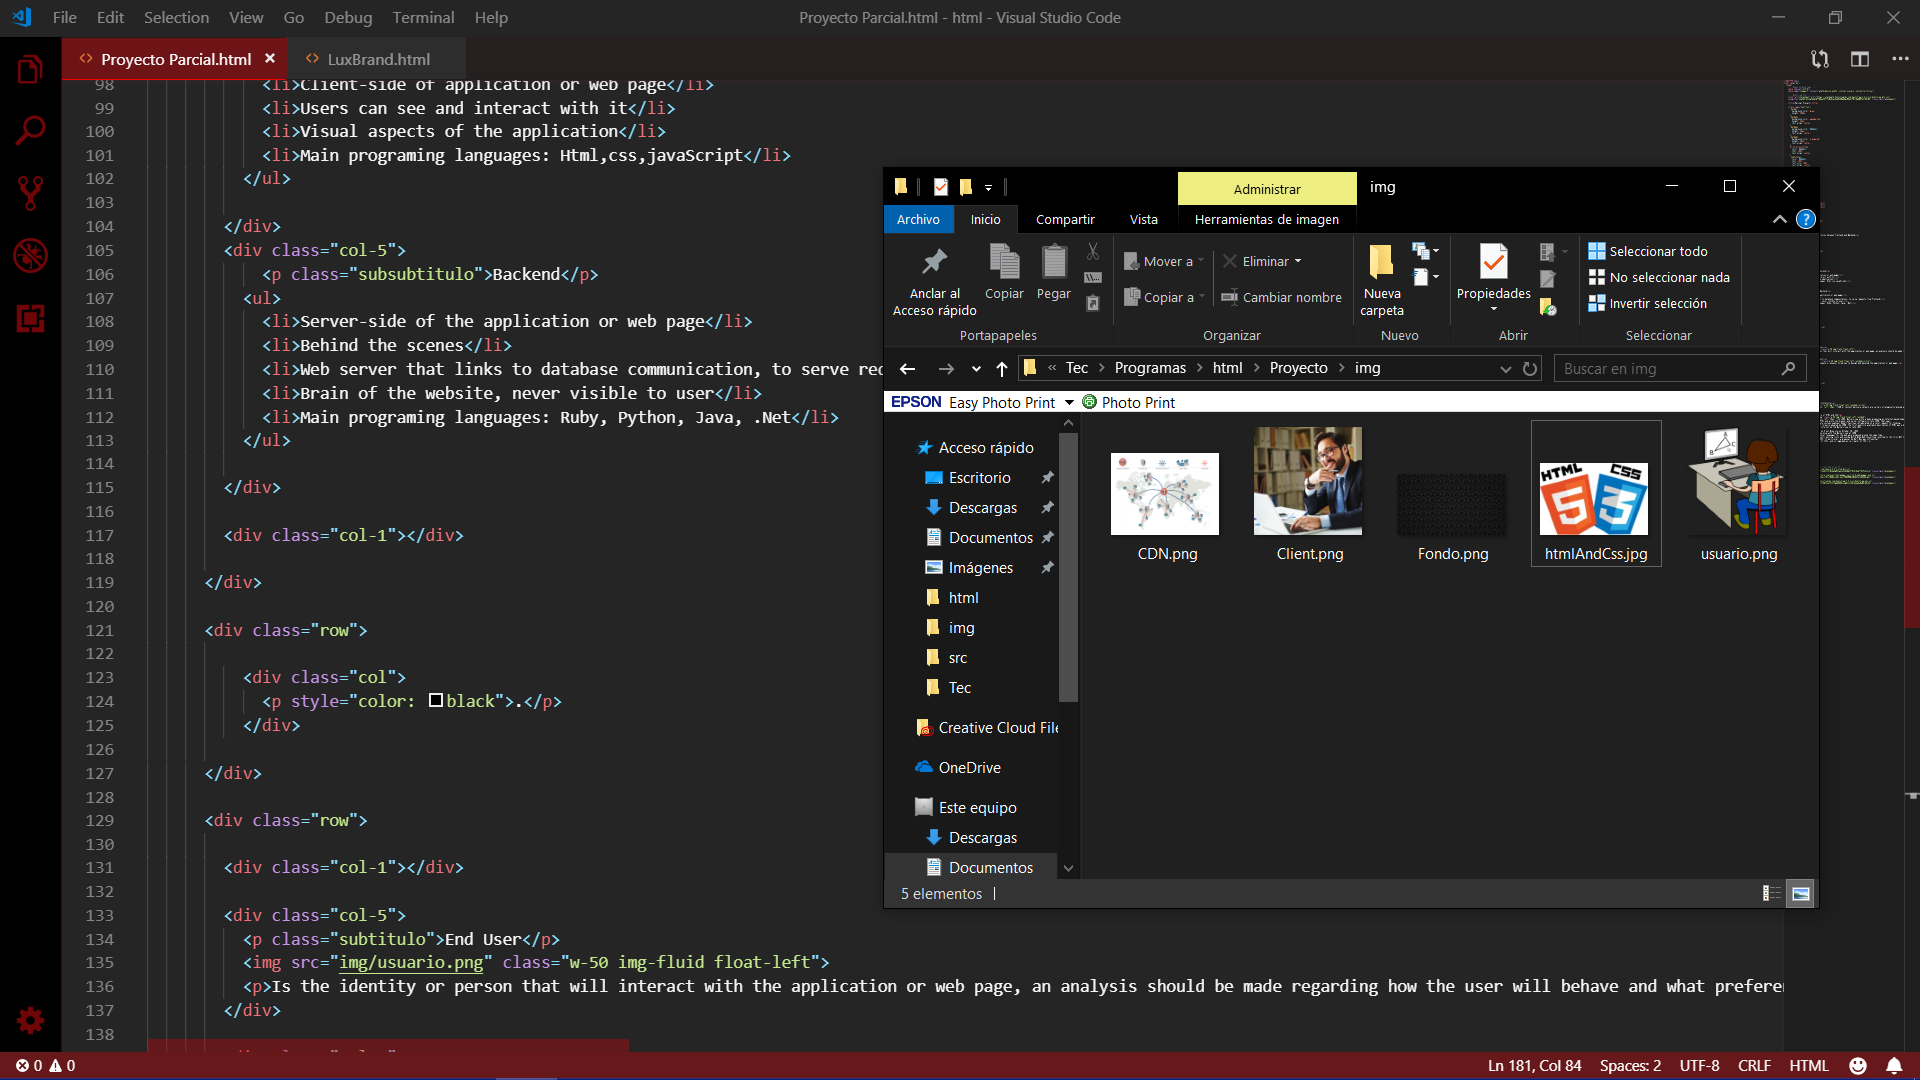 File Edit Selection View Go Debug Terminal Help
Proyecto Parcial.html - html - Visual Studio Code
Proyecto Parcial.html
LuxBrand.html
98 <li>Client-side of application or web page</li>
99 <li>Users can see and interact with it</li>
100 <li>Visual aspects of the application</li>
101 <li>Main programing languages: Html,css,javaScript</li>
102 </ul>
103
104 </div>
105 <div class="col-5">
106 <p class="subsubtitulo">Backend</p>
107 <ul>
108 <li>Server-side of the application or web page</li>
109 <li>Behind the scenes</li>
110 <li>Web server that links to database communication, to serve rec
111 <li>Brain of the website, never visible to user</li>
112 <li>Main programing languages: Ruby, Python, Java, .Net</li>
113 </ul>
114
115 </div>
116
117 <div class="col-1"></div>
118
119 </div>
120
121 <div class="row">
122
123 <div class="col">
124 <p style="color: black">.</p>
125 </div>
126
127 </div>
128
129 <div class="row">
130
131 <div class="col-1"></div>
132
133 <div class="col-5">
134 <p class="subtitulo">End User</p>
135 <img src="img/usuario.png" class="w-50 img-fluid float-left">
136 <p>Is the identity or person that will interact with the application or web page, an analysis should be made regarding how the user will behave and what prefere
137 </div>
138
Administrar
img
Archivo Inicio Compartir Vista Herramientas de imagen
Anclar al Acceso rápido
Copiar
Pegar
Portapapeles
Mover a
Copiar a
Eliminar
Cambiar nombre
Organizar
Nueva carpeta
Nuevo
Propiedades
Abrir
Seleccionar todo
No seleccionar nada
Invertir selección
Seleccionar
« Tec > Programas > html > Proyecto > img
Buscar en img
EPSON Easy Photo Print Photo Print
Acceso rápido
Escritorio
Descargas
Documentos
Imágenes
html
img
src
Tec
Creative Cloud File
OneDrive
Este equipo
Descargas
Documentos
HTML CSS
5 3
CDN.png
Client.png
Fondo.png
htmlAndCss.jpg
usuario.png
5 elementos
0 0
Ln 181, Col 84 Spaces: 2 UTF-8 CRLF HTML